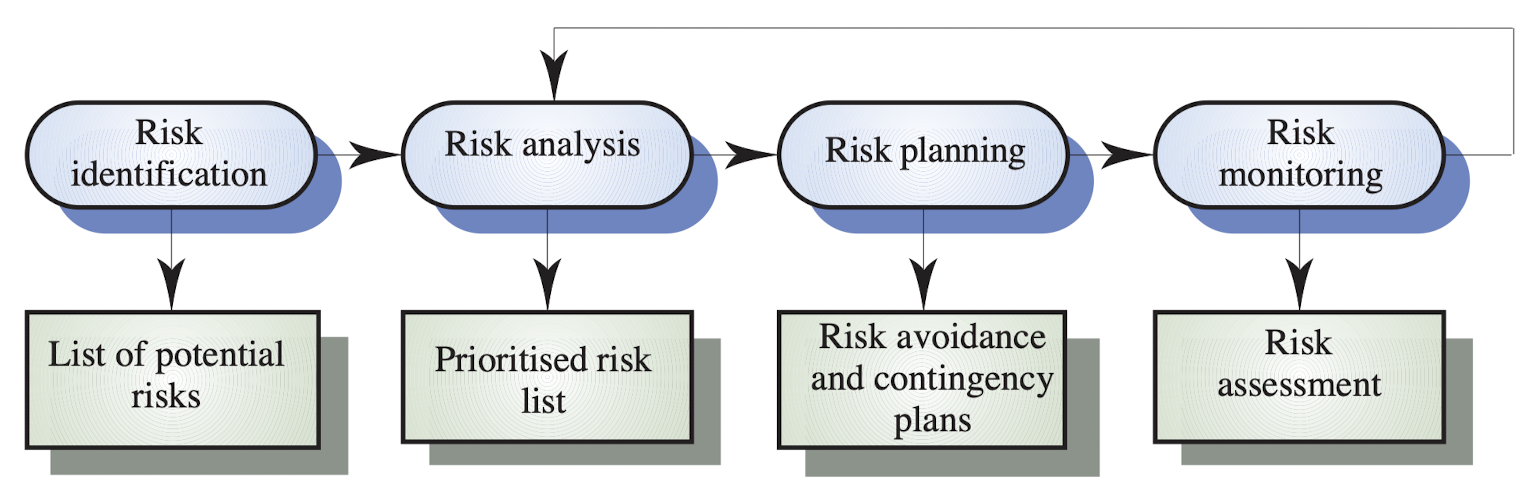 Risk
identification
Risk analysis
Risk planning
Risk
monitoring
List of potential
risks
Prioritised risk
list
Risk avoidance
and contingency
plans
Risk
assessment